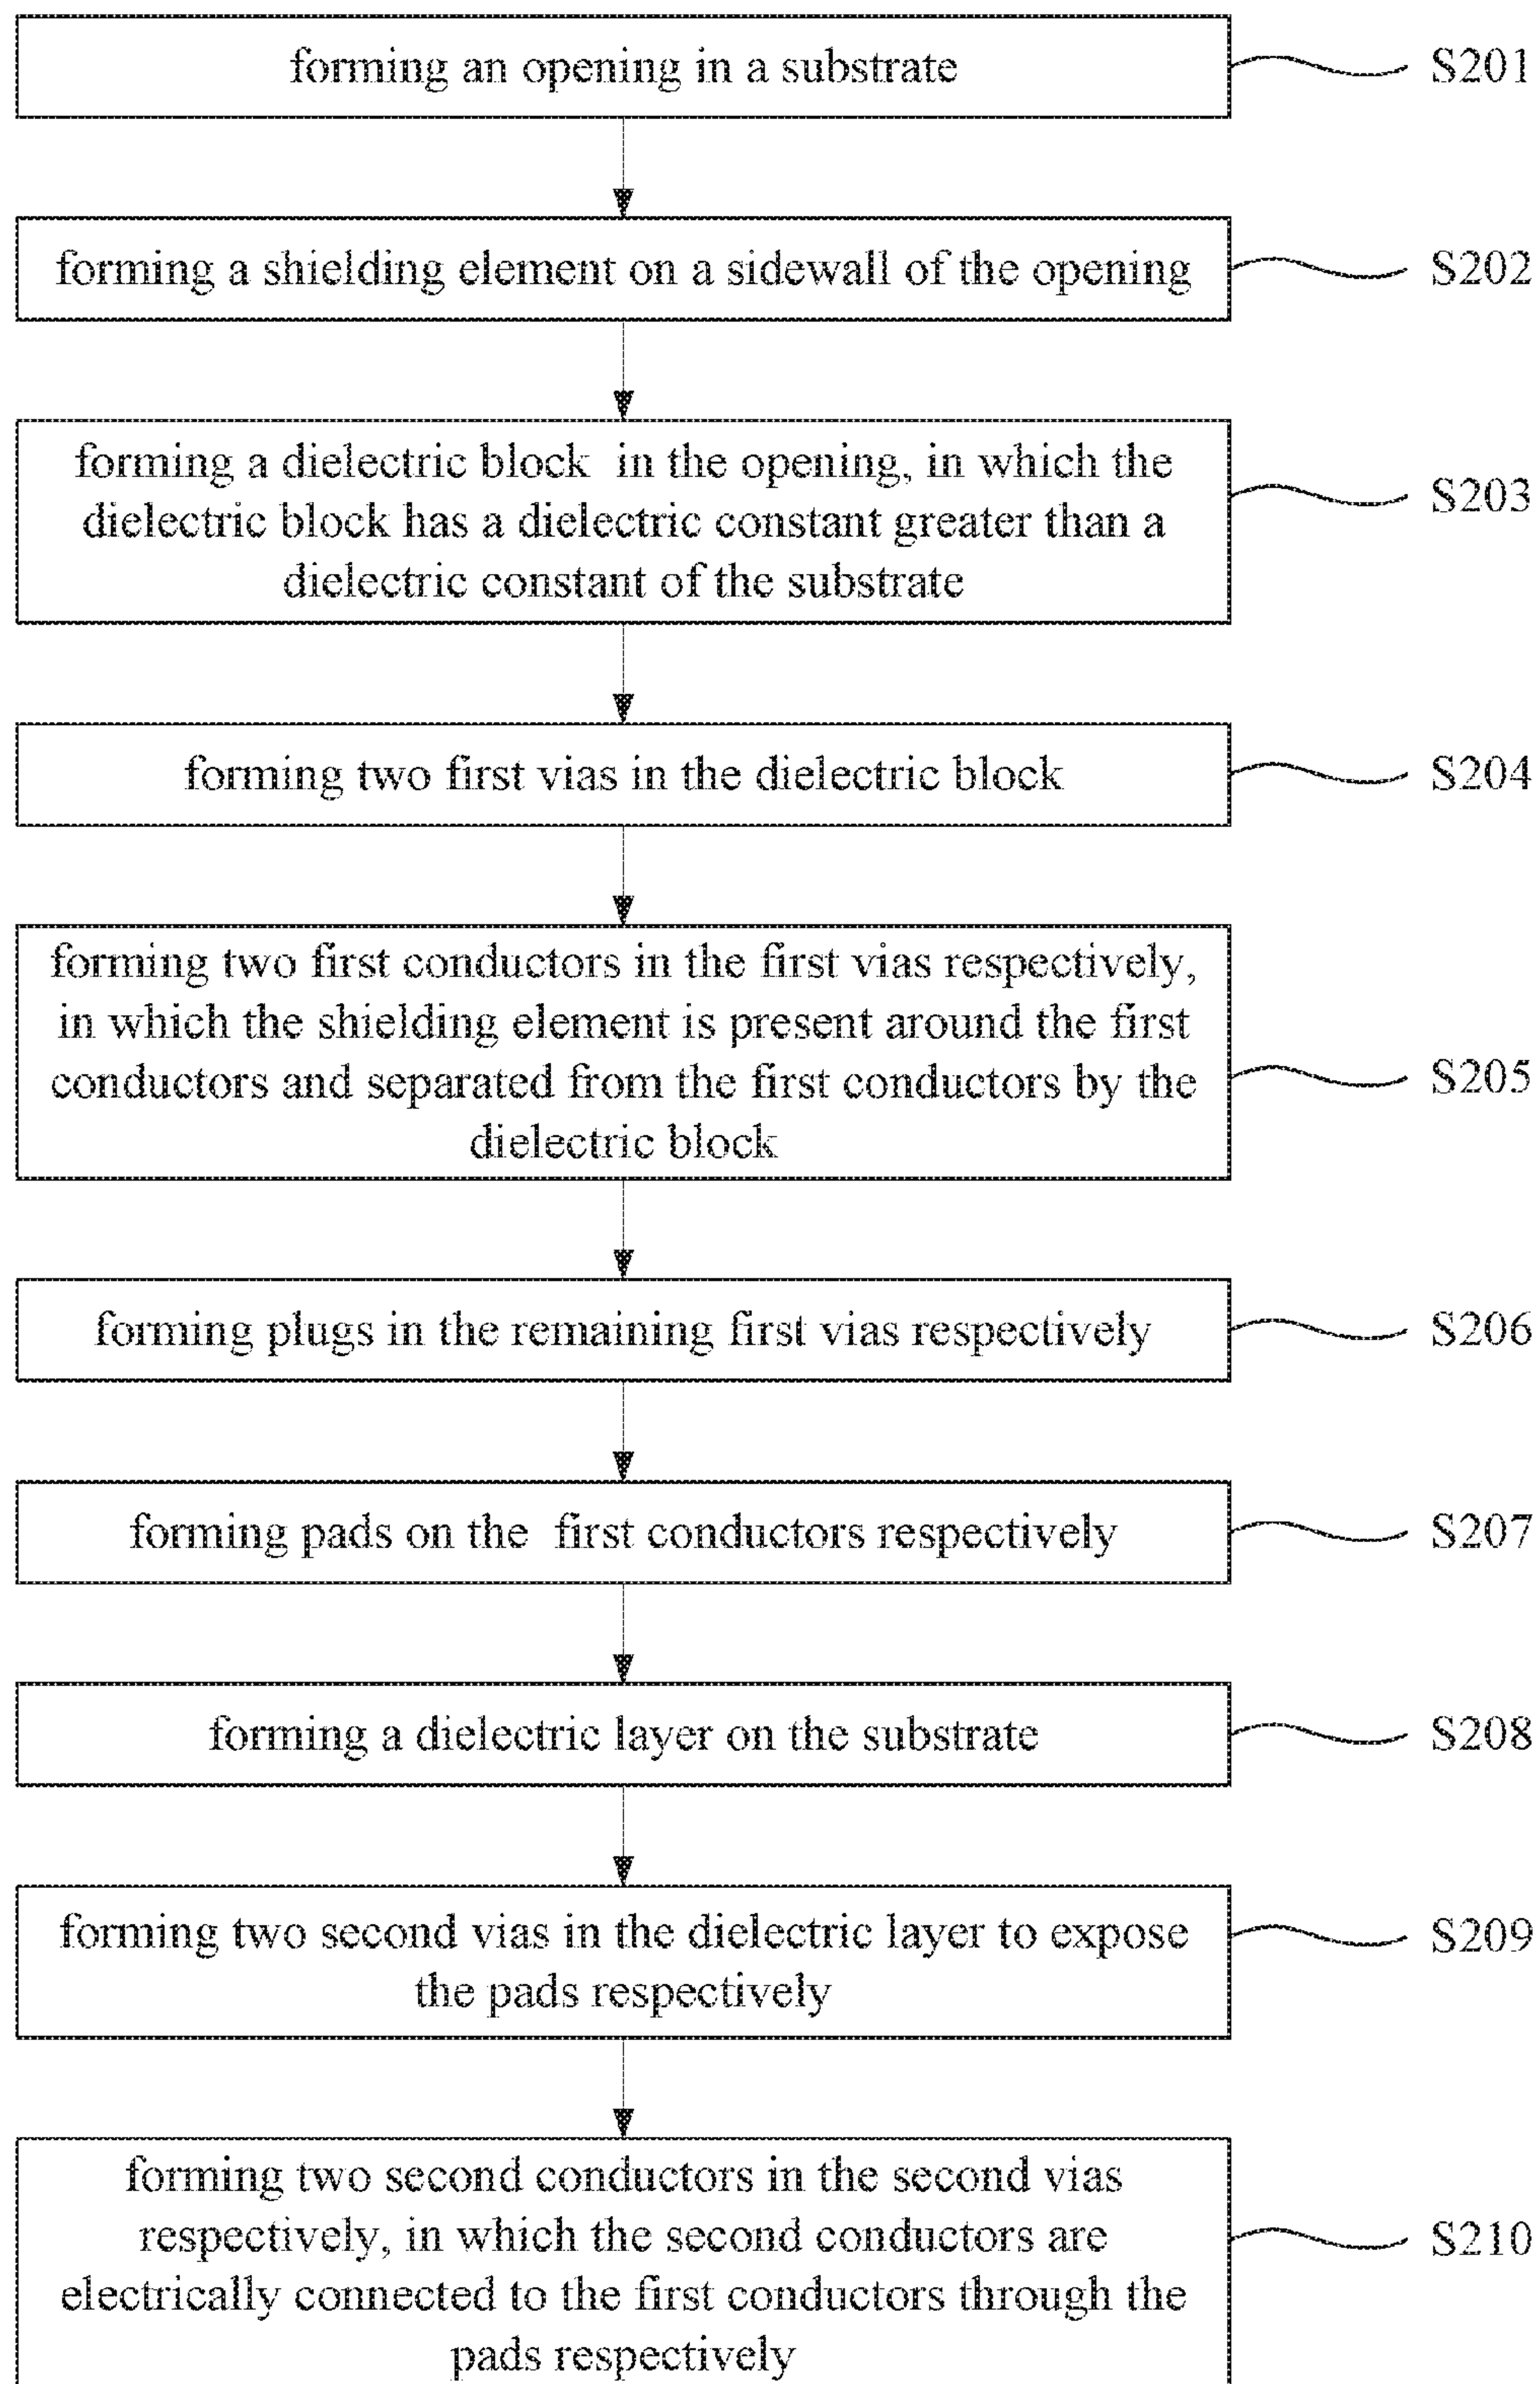 forming an opening in a substrate
S201
forming a shielding element on a sidewall of the opening
S202
forming a dielectric block in the opening, in which the
dielectric block has a dielectric constant greater than a
dielectric constant of the substrate
S203
forming two first vias in the dielectric block
S204
forming two first conductors in the first vias respectively,
in which the shielding element is present around the first
conductors and separated from the first conductors by the
dielectric block
S205
forming plugs in the remaining first vias respectively
S206
forming pads on the first conductors respectively
S207
forming a dielectric layer on the substrate
S208
forming two second vias in the dielectric layer to expose
the pads respectively
S209
forming two second conductors in the second vias
respectively, in which the second conductors are
electrically connected to the first conductors through the
pads respectively
S210